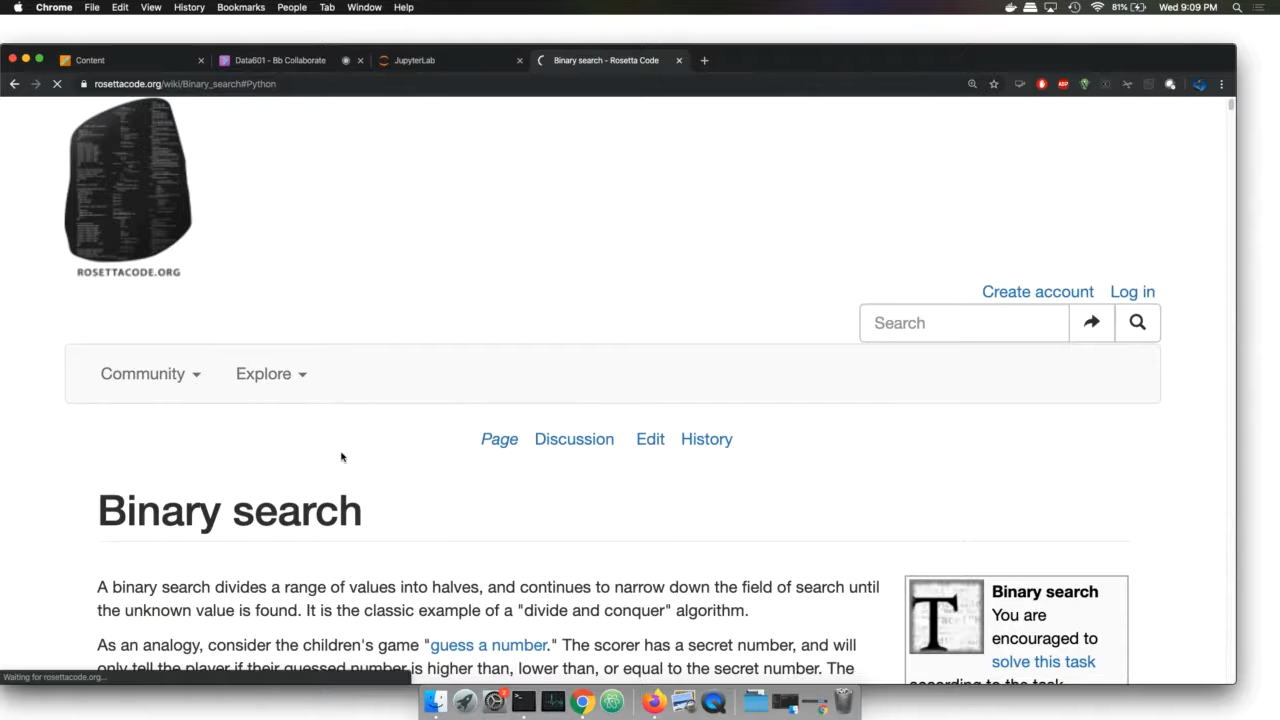 Chrome File Edit View History Bookmarks People Tab Window Help 81% Wed 9:09 PM
Content Data601 - Bb Collaborate JupyterLab Binary search - Rosetta Code
rosettacode.org/wiki/Binary_search#Python
ROSETTACODE.ORG
Create account Log in
Search
Community Explore
Page Discussion Edit History
Binary search
A binary search divides a range of values into halves, and continues to narrow down the field of search until
the unknown value is found. It is the classic example of a "divide and conquer" algorithm.
As an analogy, consider the children's game "guess a number." The scorer has a secret number, and will
only tell the player if their guessed number is higher than, lower than, or equal to the secret number. The
T
Binary search
You are
encouraged to
solve this task
according to the task
Waiting for rosettacode.org...